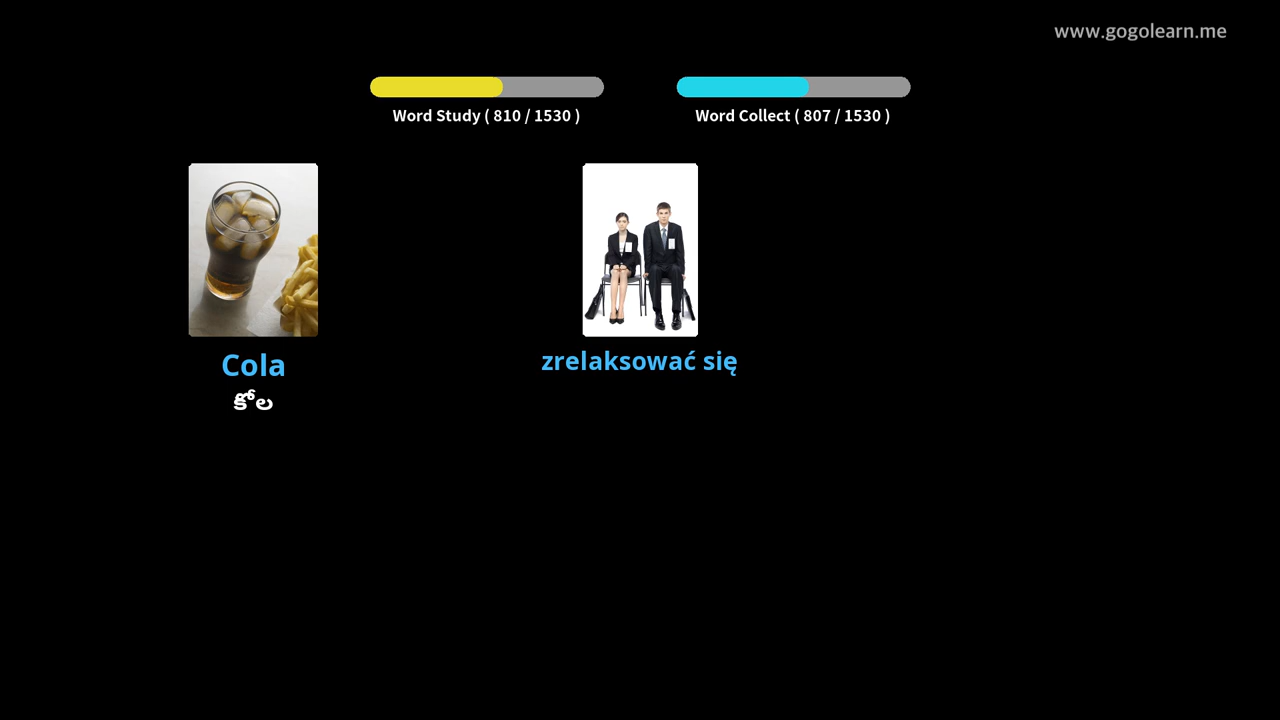 www.gogolearn.me
Word Study ( 810 / 1530 )
Word Collect ( 807 / 1530 )
Cola
కోల
zrelaksować się